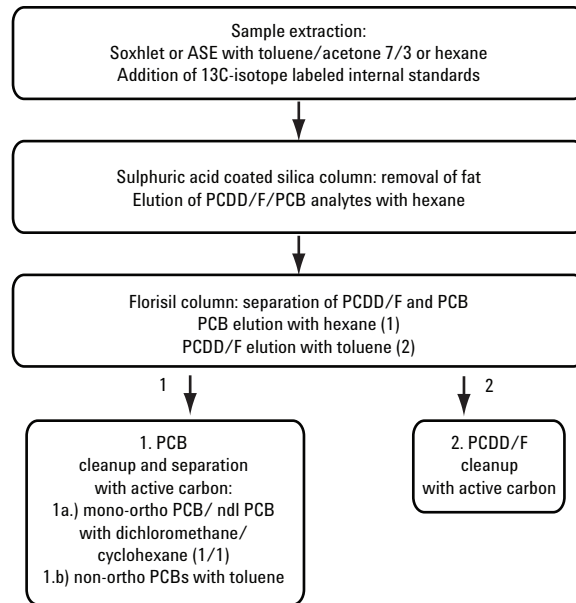 Sample extraction:
Soxhlet or ASE with toluene/acetone 7/3 or hexane
Addition of 13C-isotope labeled internal standards
Sulphuric acid coated silica column: removal of fat
Elution of PCDD/F/PCB analytes with hexane
Florisil column: separation of PCDD/F and PCB
PCB elution with hexane (1)
PCDD/F elution with toluene (2)
1
2
1. PCB
cleanup and separation
with active carbon:
1a.) mono-ortho PCB/ ndl PCB
with dichloromethane/
cyclohexane (1/1)
1.b) non-ortho PCBs with toluene
2. PCDD/F
cleanup
with active carbon